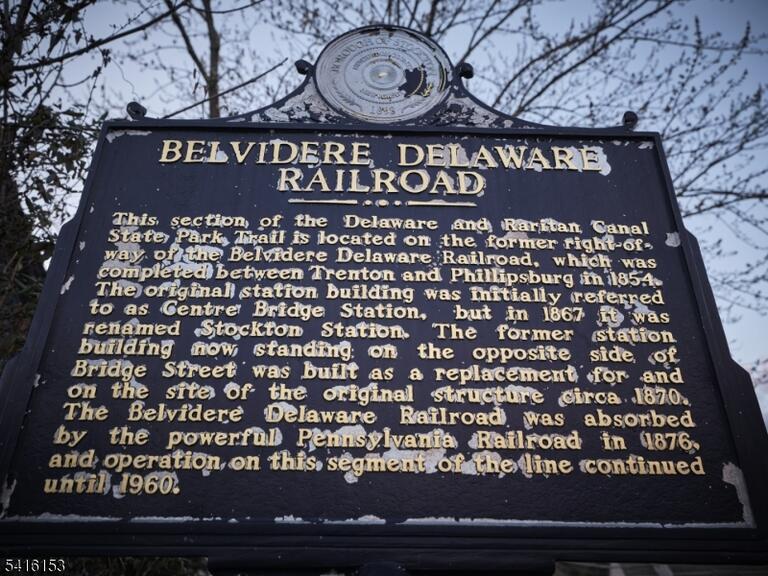 1898
BELVIDERE DELAWARE
RAILROAD
This section of the Delaware and Raritan Canal
State Park Trail is located on the former right-of-
way of the Belvidere Delaware Railroad, which was
completed between Trenton and Phillipsburg in 1854.
The original station building was initially referred
to as Centre Bridge Station, but in 1867 it was
renamed Stockton Station. The former station
building now standing on the opposite side of
Bridge Street was built as a replacement for and
on the site of the original structure circa 1870.
The Belvidere Delaware Railroad was absorbed
by the powerful Pennsylvania Railroad in 1876,
and operation on this segment of the line continued
until 1960.
5416153